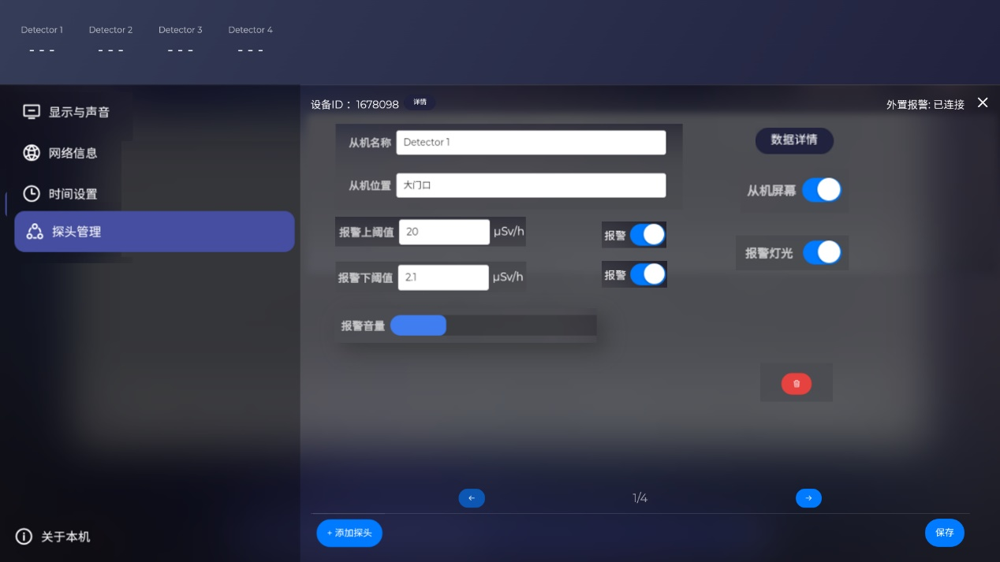 Detector 1 Detector 2 Detector 3 Detector 4
--- --- --- ---
显示与声音
网络信息
时间设置
探头管理
关于本机
设备ID： 1678098 详情
外置报警: 已连接
从机名称 Detector 1
从机位置 大门口
报警上阈值 20 µSv/h 报警
报警下阈值 2.1 µSv/h 报警
报警音量
数据详情
从机屏幕
报警灯光
1/4
+ 添加探头
保存